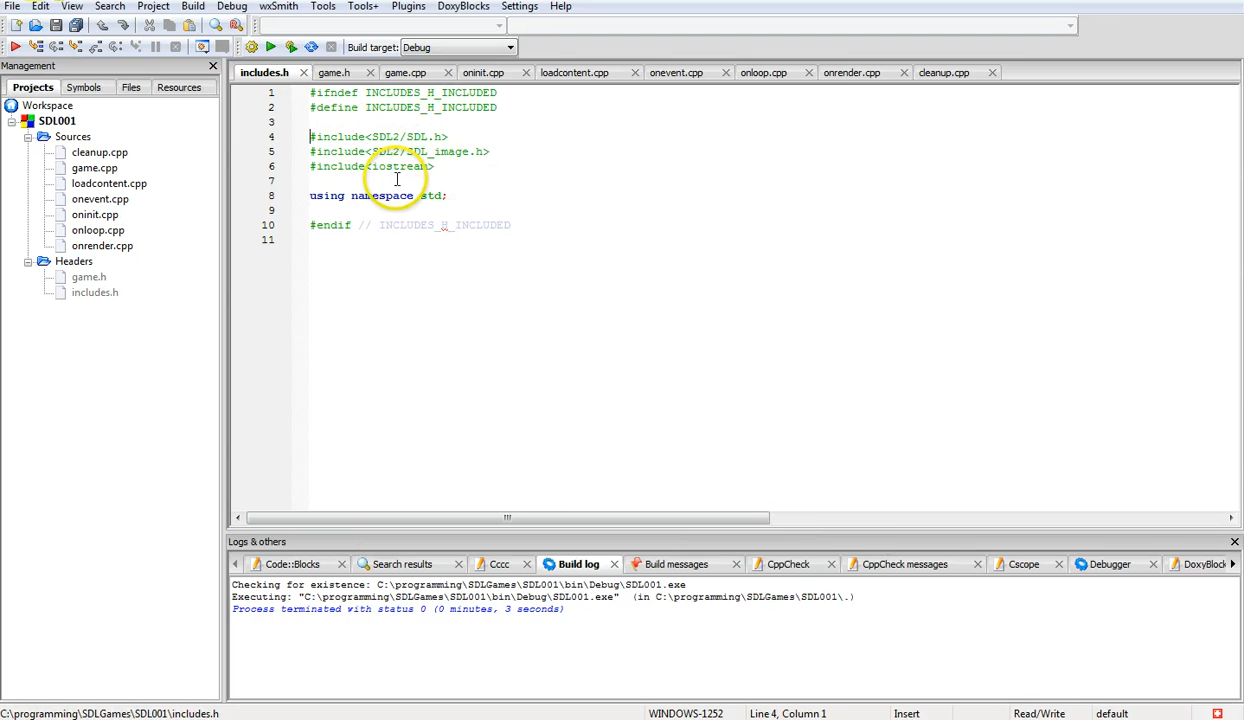 File Edit View Search Project Build Debug wxSmith Tools Tools+ Plugins DoxyBlocks Settings Help
Build target: Debug
Management
Projects Symbols Files Resources
Workspace
SDL001
Sources
cleanup.cpp
game.cpp
loadcontent.cpp
onevent.cpp
oninit.cpp
onloop.cpp
onrender.cpp
Headers
game.h
includes.h
includes.h game.h game.cpp oninit.cpp loadcontent.cpp onevent.cpp onloop.cpp onrender.cpp cleanup.cpp
1 #ifndef INCLUDES_H_INCLUDED
2 #define INCLUDES_H_INCLUDED
3
4 #include<SDL2/SDL.h>
5 #include<SDL2/SDL_image.h>
6 #include<iostream>
7
8 using namespace std;
9
10 #endif // INCLUDES_H_INCLUDED
11
Logs & others
Code::Blocks Search results Cccc Build log Build messages CppCheck CppCheck messages Cscope Debugger DoxyBlock
Checking for existence: C:\programming\SDLGames\SDL001\bin\Debug\SDL001.exe
Executing: "C:\programming\SDLGames\SDL001\bin\Debug\SDL001.exe" (in C:\programming\SDLGames\SDL001\.)
Process terminated with status 0 (0 minutes, 3 seconds)
C:\programming\SDLGames\SDL001\includes.h WINDOWS-1252 Line 4, Column 1 Insert Read/Write default